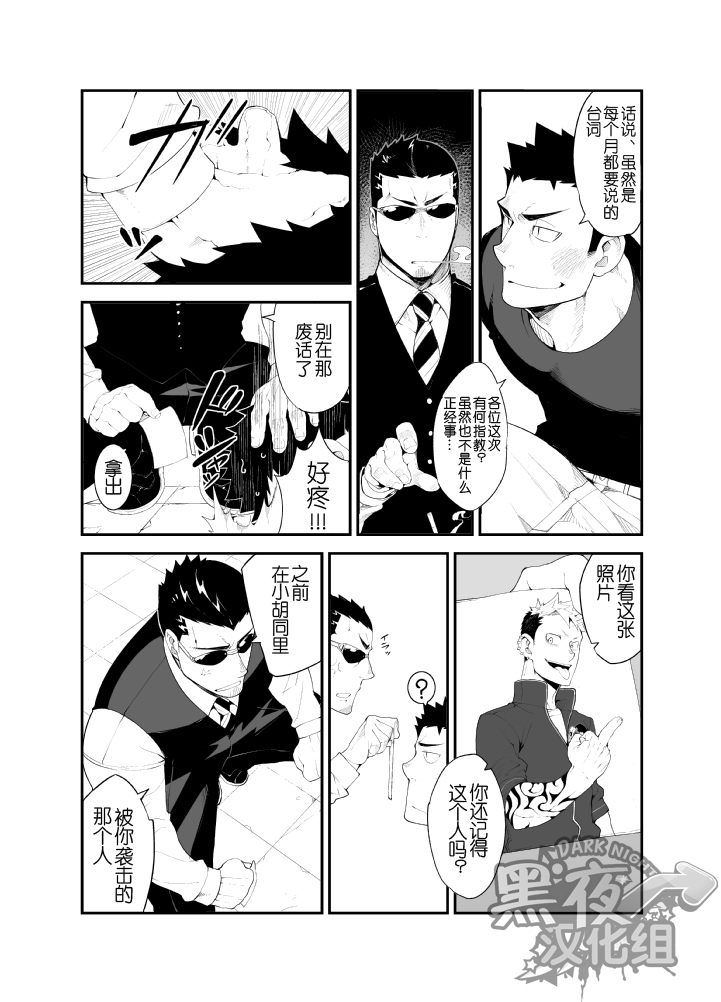 话说、虽然是
每个月都要说的
台词
各位这次
有何指教?
虽然也不是什么
正经事…
ガッ
别在那
废话了
ドン
拿出
好疼!!!
你看这张
照片
你还记得
这个人吗?
?
之前
在小胡同里
被你袭击的
那个人
DARK NIGHT
黑夜
汉化组